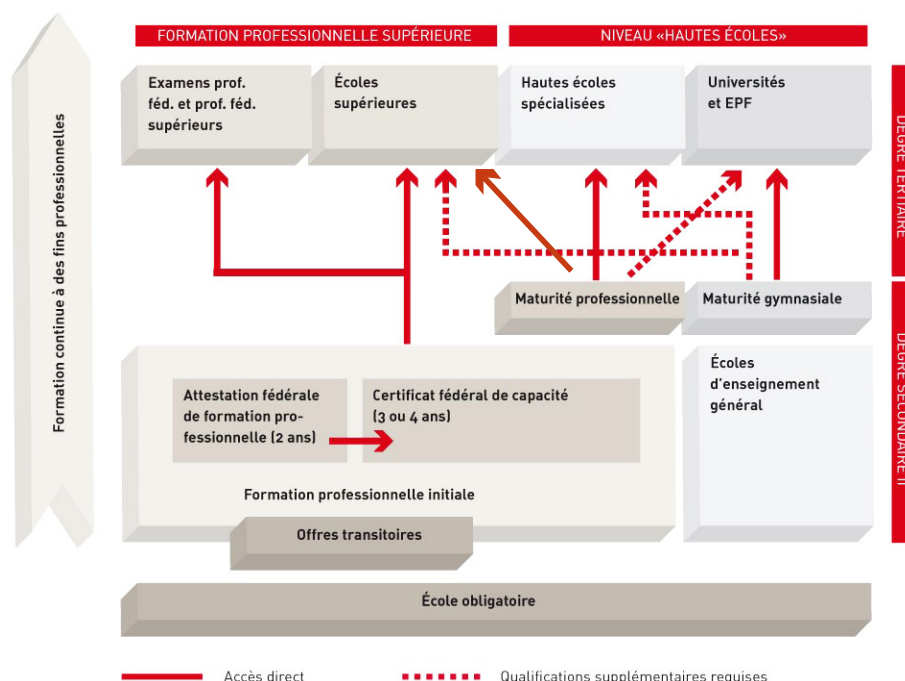 FORMATION PROFESSIONNELLE SUPÉRIEURE
NIVEAU «HAUTES ÉCOLES»
Examens prof.
féd. et prof. féd.
supérieurs
Écoles
supérieures
Hautes écoles
spécialisées
Universités
et EPF
DEGRÉ TERTIAIRE
Formation continue à des fins professionnelles
Maturité professionnelle
Maturité gymnasiale
DEGRÉ SECONDAIRE II
Attestation fédérale
de formation pro-
fessionnelle (2 ans)
Certificat fédéral de capacité
(3 ou 4 ans)
Écoles
d'enseignement
général
Formation professionnelle initiale
Offres transitoires
École obligatoire
Accès direct
Qualifications supplémentaires requises